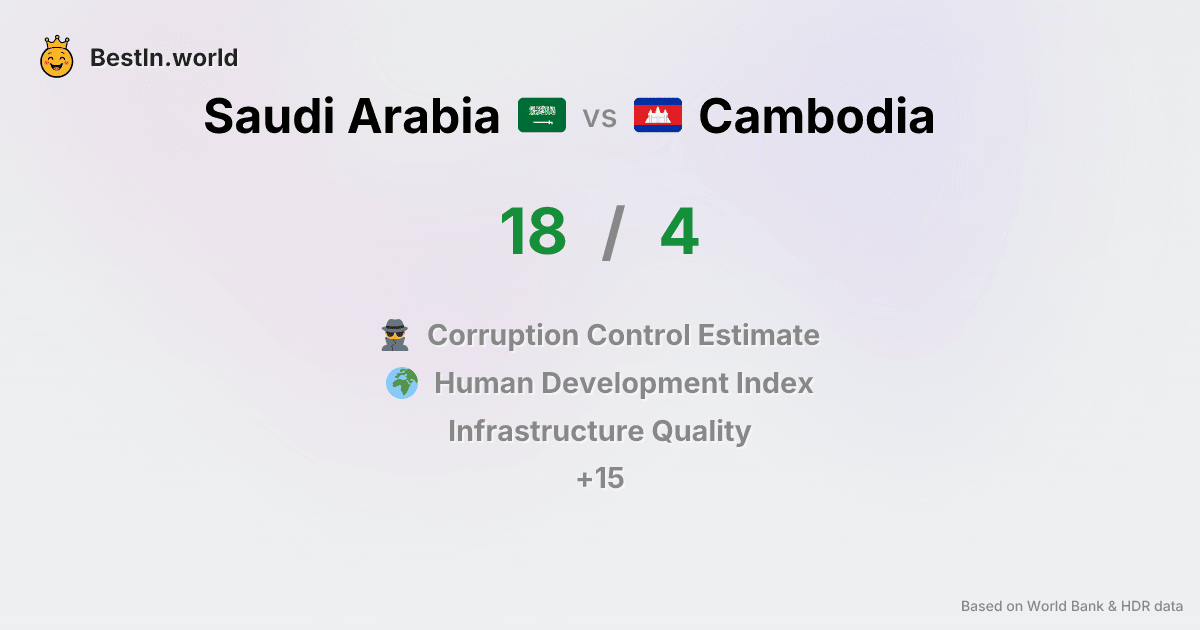 BestIn.world
Saudi Arabia vs Cambodia
18 / 4
Corruption Control Estimate
Human Development Index
Infrastructure Quality
+15
Based on World Bank & HDR data